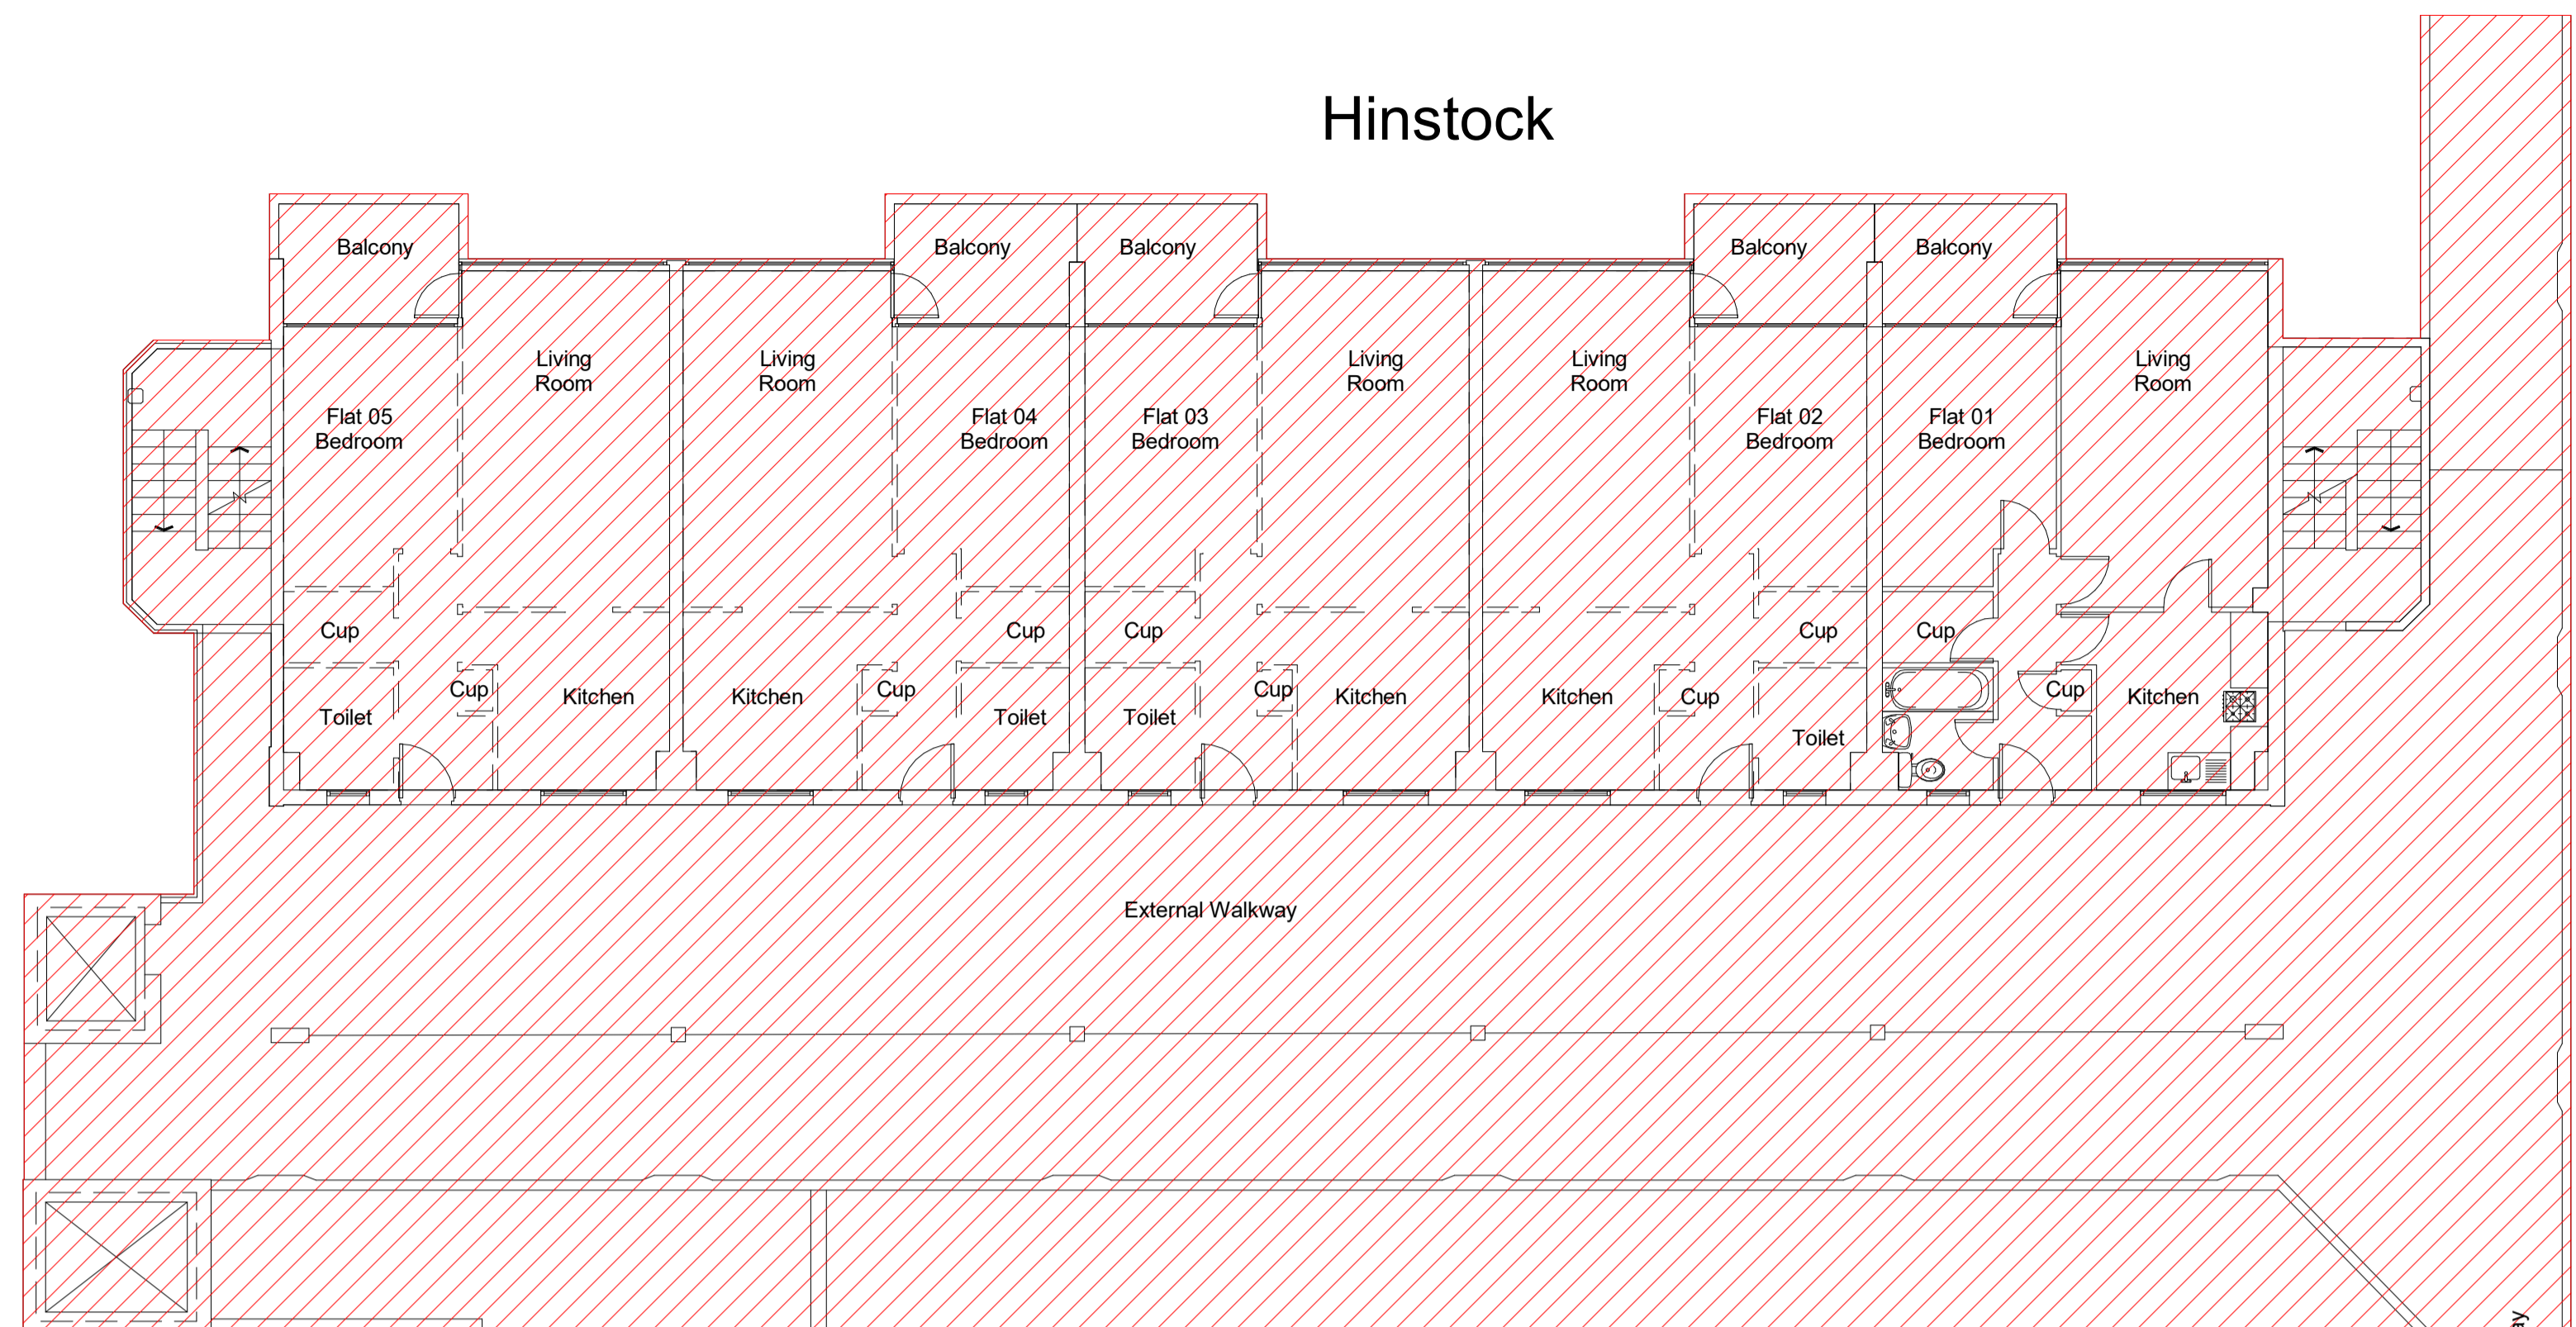 Hinstock
Balcony
Balcony
Balcony
Balcony
Balcony
Living
Room
Living
Room
Living
Room
Living
Room
Living
Room
Flat 05
Bedroom
Flat 04
Bedroom
Flat 03
Bedroom
Flat 02
Bedroom
Flat 01
Bedroom
Cup
Cup
Cup
Cup
Cup
Cup
Kitchen
Kitchen
Cup
Cup
Kitchen
Kitchen
Cup
Cup
Kitchen
Toilet
Toilet
Toilet
Toilet
External Walkway